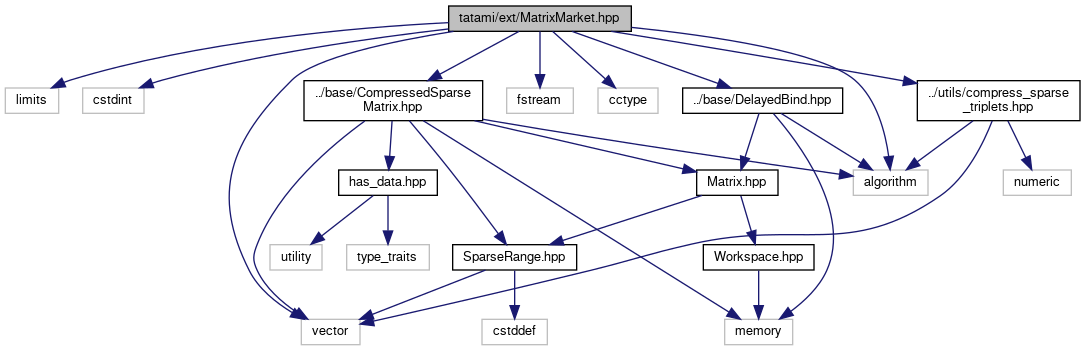 tatami/ext/MatrixMarket.hpp
limits
cstdint
../base/CompressedSparse
Matrix.hpp
fstream
cctype
../base/DelayedBind.hpp
../utils/compress_sparse
_triplets.hpp
has_data.hpp
Matrix.hpp
algorithm
numeric
utility
type_traits
SparseRange.hpp
Workspace.hpp
vector
cstddef
memory